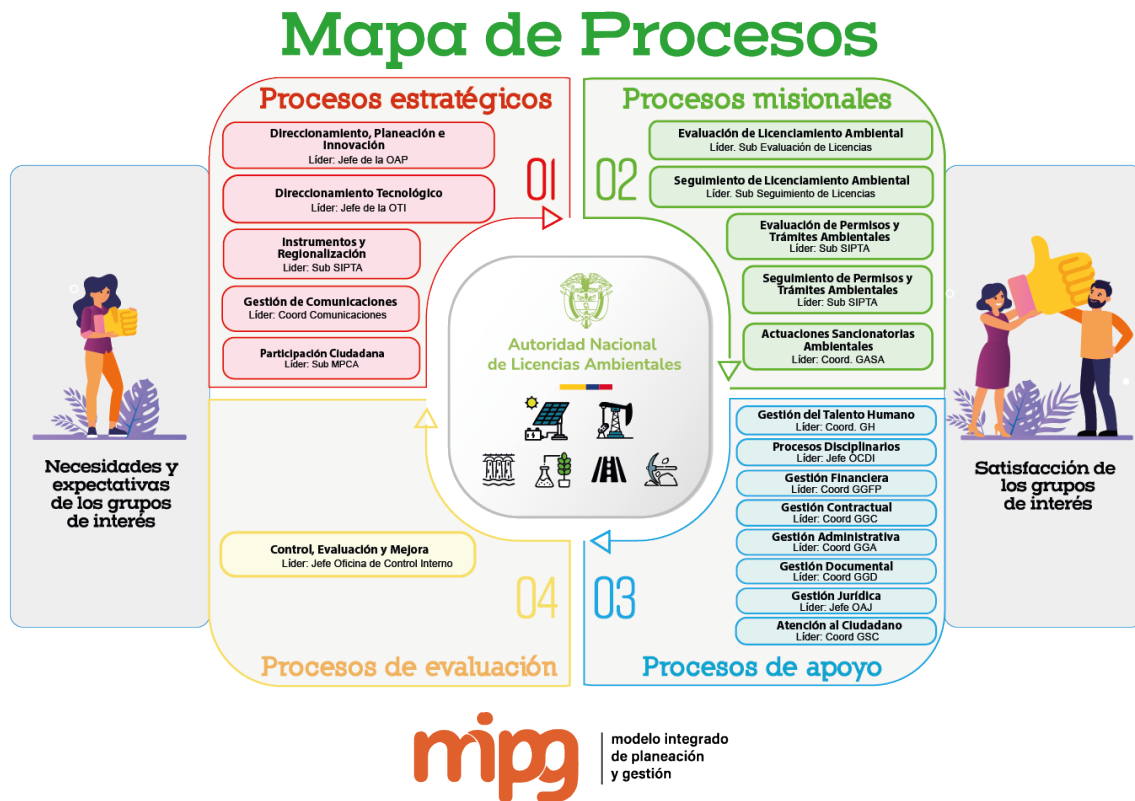 Mapa de Procesos
Procesos estratégicos
Direccionamiento, Planeación e
Innovación
Líder: Jefe de la OAP
Direccionamiento Tecnológico
Líder: Jefe de la OTI
Instrumentos y
Regionalización
Lider: Sub SIPTA
Gestión de Comunicaciones
Líder: Coord Comunicaciones
Participación Ciudadana
Líder: Sub MPCA
01
Procesos misionales
02
Evaluación de Licenciamiento Ambiental
Líder. Sub Evaluación de Licencias
Seguimiento de Licenciamiento Ambiental
Líder. Sub Seguimiento de Licencias
Evaluación de Permisos y
Trámites Ambientales
Líder: Sub SIPTA
Seguimiento de Permisos y
Trámites Ambientales
Líder: Sub SIPTA
Actuaciones Sancionatorias
Ambientales
Líder: Coord. GASA
Autoridad Nacional
de Licencias Ambientales
Necesidades y
expectativas
de los grupos
de interés
Satisfacción de
los grupos
de interés
Gestión del Talento Humano
Líder: Coord. GH
Procesos Disciplinarios
Líder: Jefe OCDI
Gestión Financiera
Líder: Coord GGFP
Gestión Contractual
Líder: Coord GGC
Gestión Administrativa
Líder: Coord GGA
Gestión Documental
Líder: Coord GGD
Gestión Jurídica
Líder: Jefe OAJ
Atención al Ciudadano
Líder: Coord GSC
03
Procesos de apoyo
Control, Evaluación y Mejora
Líder: Jefe Oficina de Control Interno
04
Procesos de evaluación
mipg
modelo integrado
de planeación
y gestión